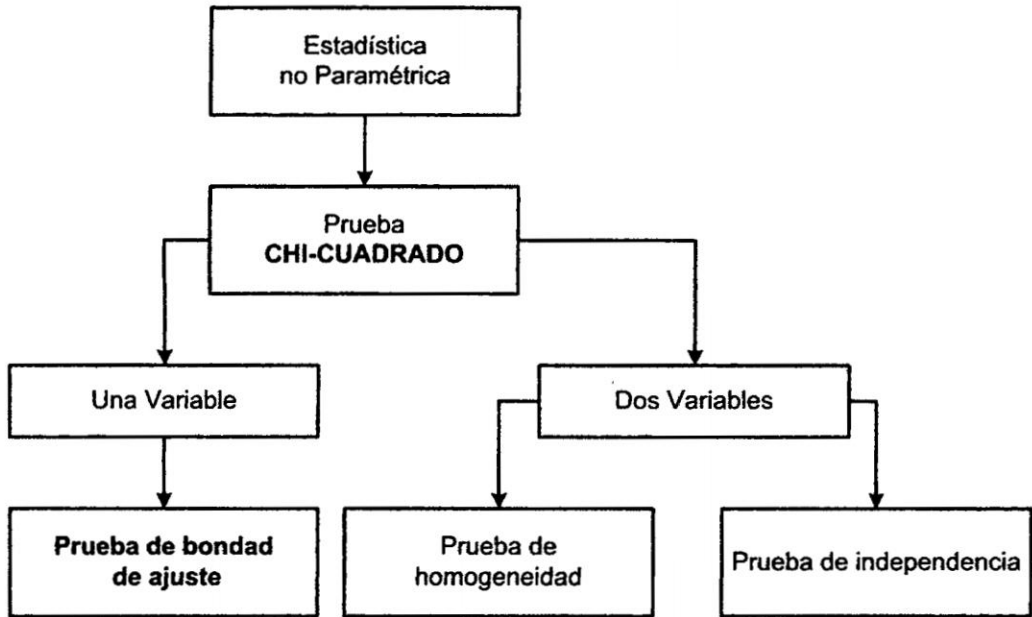 Estadística
no Paramétrica
Prueba
CHI-CUADRADO
Una Variable
Dos Variables
Prueba de bondad
de ajuste
Prueba de
homogeneidad
Prueba de independencia